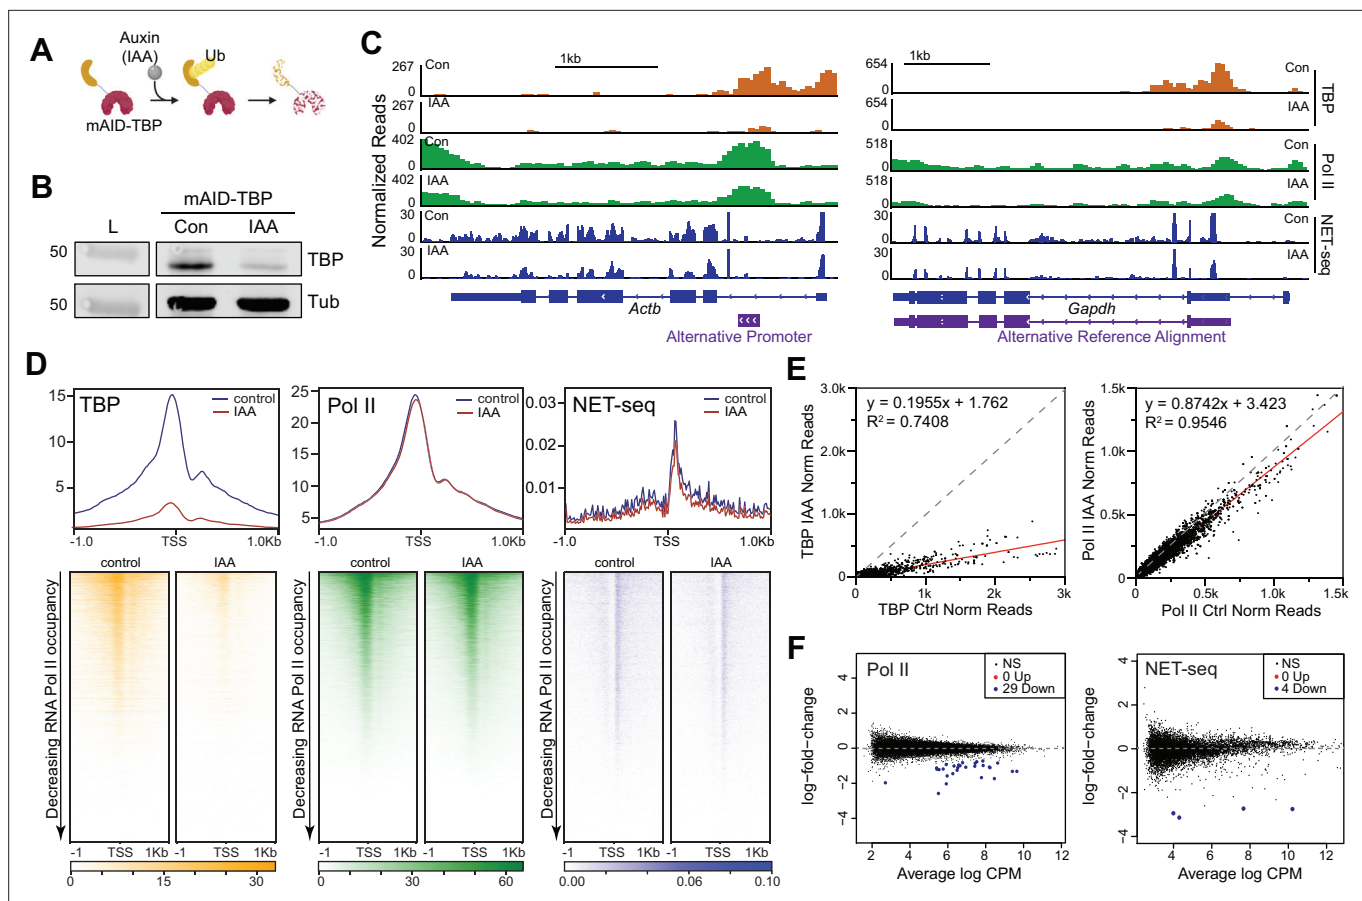 A
Auxin
(IAA)
Ub
mAID-TBP
B
mAID-TBP
L
Con
IAA
50
TBP
50
Tub
C
Normalized Reads
1kb
267
Con
0
267
IAA
0
402
Con
0
402
IAA
0
30
Con
0
30
IAA
0
Actb
Alternative Promoter
1kb
654
Con
0
654
IAA
0
518
Con
0
518
IAA
0
30
Con
0
30
IAA
0
TBP
Pol II
NET-seq
Gapdh
Alternative Reference Alignment
D
TBP
control
IAA
15
10
5
-1.0
TSS
1.0Kb
Pol II
control
IAA
25
20
15
10
5
-1.0
TSS
1.0Kb
NET-seq
control
IAA
0.03
0.02
0.01
-1.0
TSS
1.0Kb
Decreasing RNA Pol II occupancy
control
IAA
-1
TSS
1Kb
-1
TSS
1Kb
0
15
30
Decreasing RNA Pol II occupancy
control
IAA
-1
TSS
1Kb
-1
TSS
1Kb
0
30
60
Decreasing RNA Pol II occupancy
control
IAA
-1
TSS
1Kb
-1
TSS
1Kb
0.00
0.06
0.10
E
TBP IAA Norm Reads
3.0k
2.0k
1.0k
0
y = 0.1955x + 1.762
R² = 0.7408
0
1k
2k
3k
TBP Ctrl Norm Reads
Pol II IAA Norm Reads
1.5k
1.0k
0.5k
0
y = 0.8742x + 3.423
R² = 0.9546
0
0.5k
1.0k
1.5k
Pol II Ctrl Norm Reads
F
log-fold-change
Pol II
NS
0 Up
29 Down
4
2
0
-2
-4
2
4
6
8
10
12
Average log CPM
log-fold-change
NET-seq
NS
0 Up
4 Down
4
2
0
-2
-4
4
6
8
10
12
Average log CPM